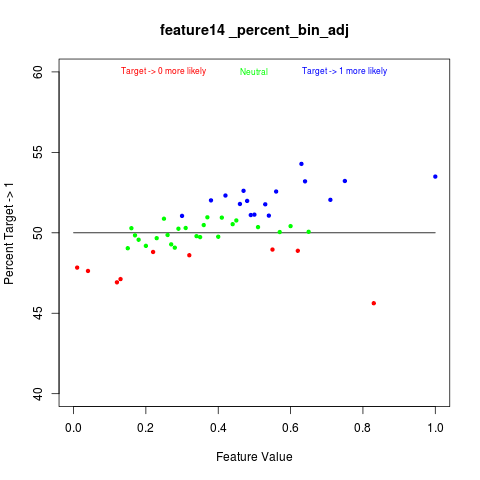 feature14 _percent_bin_adj
Target -> 0 more likely Neutral Target -> 1 more likely
60
55
50
45
40
Percent Target -> 1
0.0 0.2 0.4 0.6 0.8 1.0
Feature Value